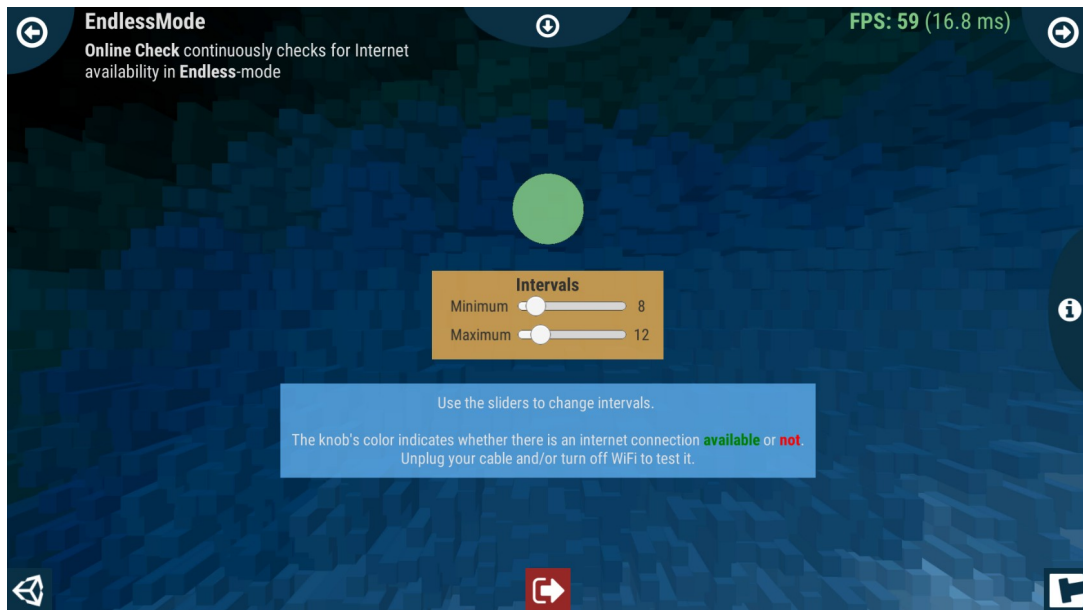 EndlessMode
FPS: 59 (16.8 ms)
Online Check continuously checks for Internet
availability in Endless-mode
Intervals
Minimum 8
Maximum 12
Use the sliders to change intervals.
The knob's color indicates whether there is an internet connection available or not.
Unplug your cable and/or turn off WiFi to test it.